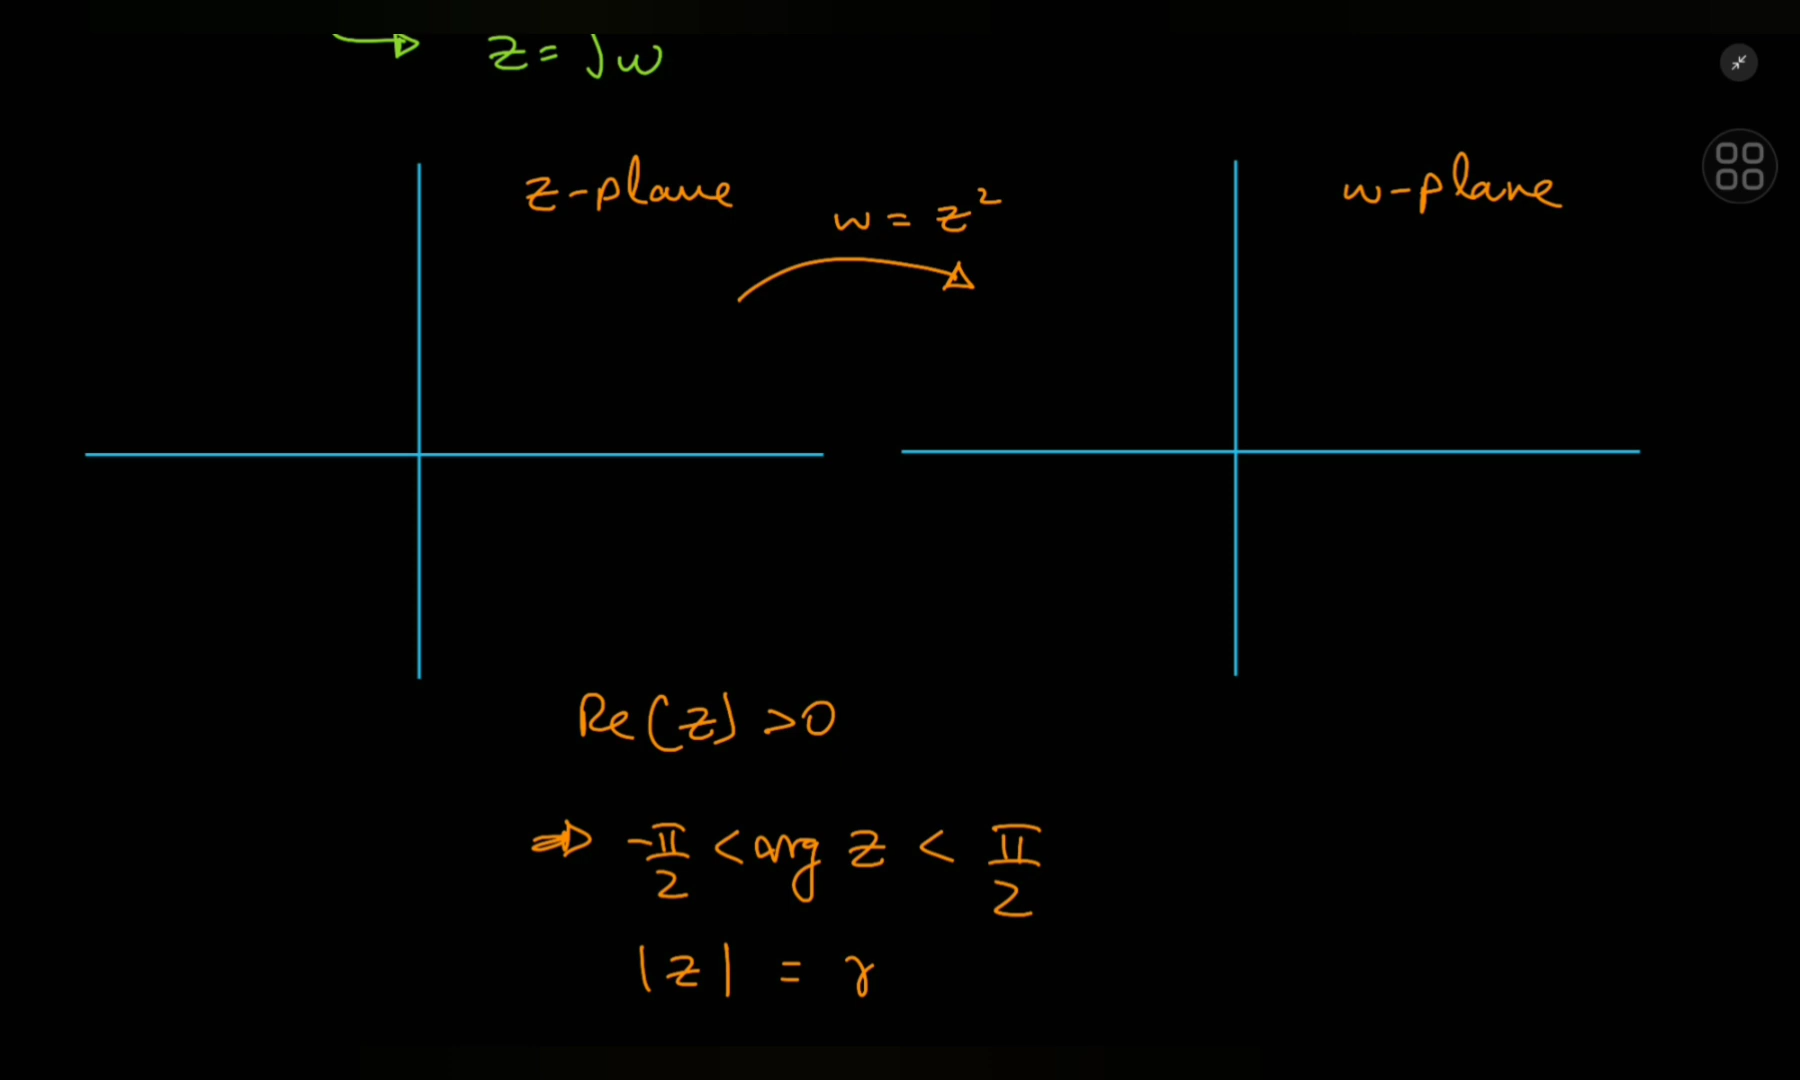 z = √w
z-plane
w = z²
w-plane
Re(z) > 0
⇒ -π/2 < arg z < π/2
|z| = r